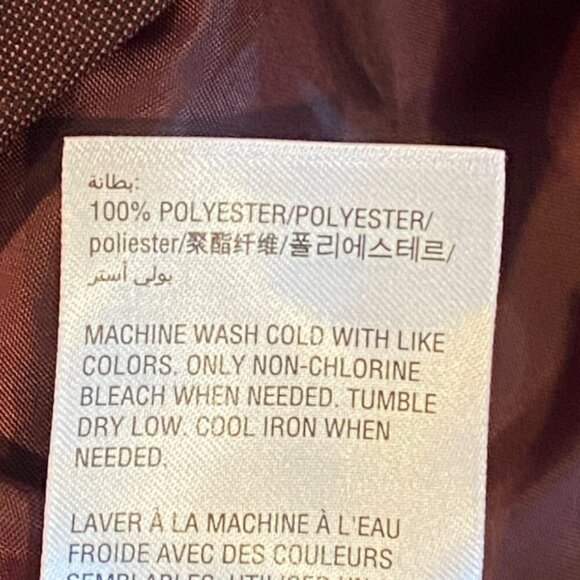 بطانة:
100% POLYESTER/POLYESTER/
poliester/聚酯纤维/폴리에스테르/
بولي أستر
MACHINE WASH COLD WITH LIKE
COLORS. ONLY NON-CHLORINE
BLEACH WHEN NEEDED. TUMBLE
DRY LOW. COOL IRON WHEN
NEEDED.
LAVER À LA MACHINE À L'EAU
FROIDE AVEC DES COULEURS